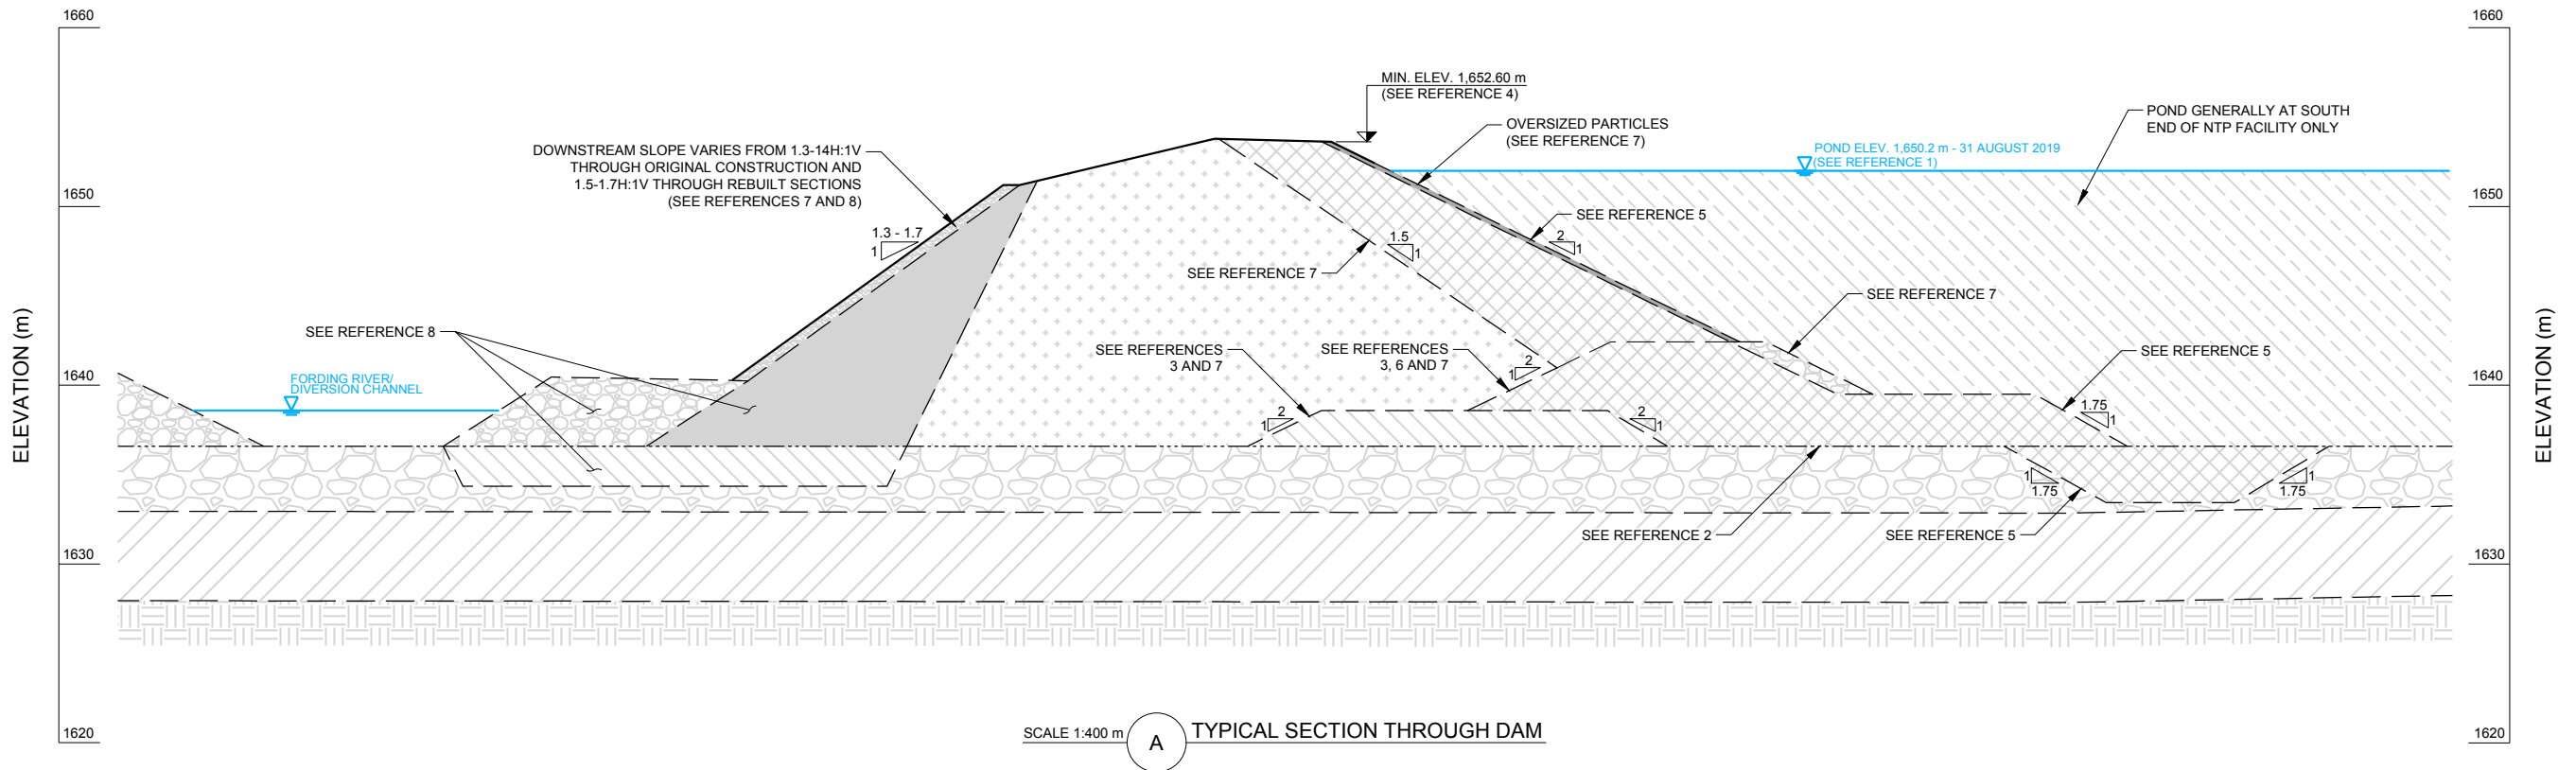 1660
1660
MIN. ELEV. 1,652.60 m
(SEE REFERENCE 4)
OVERSIZED PARTICLES
(SEE REFERENCE 7)
POND GENERALLY AT SOUTH
END OF NTP FACILITY ONLY
DOWNSTREAM SLOPE VARIES FROM 1.3-14H:1V
THROUGH ORIGINAL CONSTRUCTION AND
1.5-1.7H:1V THROUGH REBUILT SECTIONS
(SEE REFERENCES 7 AND 8)
POND ELEV. 1,650.2 m - 31 AUGUST 2019
(SEE REFERENCE 1)
1650
1650
SEE REFERENCE 5
1.3 - 1.7
1
1.5
1
2
1
SEE REFERENCE 7
SEE REFERENCE 7
SEE REFERENCE 8
SEE REFERENCES
3 AND 7
SEE REFERENCES
3, 6 AND 7
SEE REFERENCE 5
2
1
ELEVATION (m)
ELEVATION (m)
1640
1640
FORDING RIVER/
DIVERSION CHANNEL
2
1
2
1
1.75
1
1
1.75
1
1.75
SEE REFERENCE 2
SEE REFERENCE 5
1630
1630
1620
1620
SCALE 1:400 m
A
TYPICAL SECTION THROUGH DAM